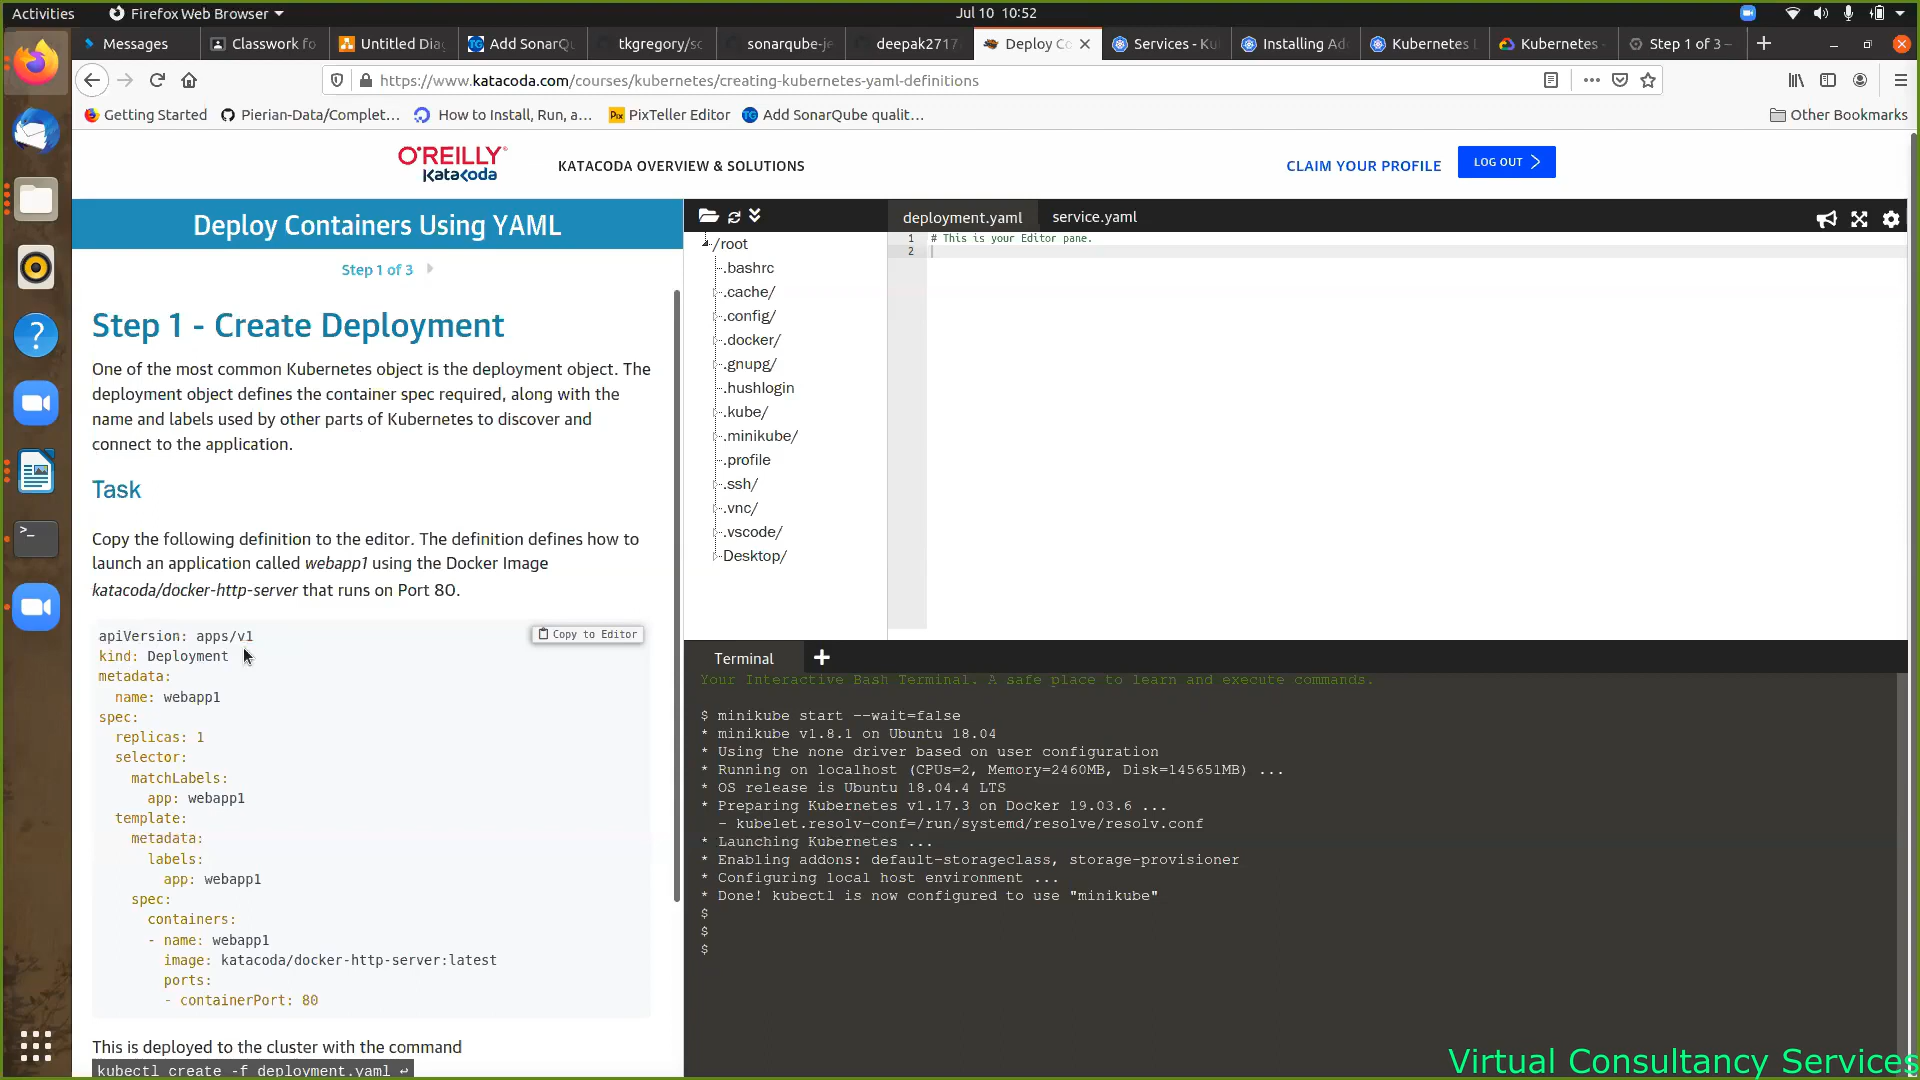 Activities
Firefox Web Browser
Jul 10 10:52
Messages
Classwork fo
Untitled Dia
Add SonarQu
tkgregory/so
sonarqube-je
deepak2717
Deploy Co
Services - Ku
Installing Ad
Kubernetes
Kubernetes
Step 1 of 3 –
https://www.katacoda.com/courses/kubernetes/creating-kubernetes-yaml-definitions
Getting Started
Pierian-Data/Complet…
How to Install, Run, a…
Pix
PixTeller Editor
TG
Add SonarQube qualit…
Other Bookmarks
O'REILLY
Katacoda
KATACODA OVERVIEW & SOLUTIONS
CLAIM YOUR PROFILE
LOG OUT
Deploy Containers Using YAML
Step 1 of 3
Step 1 - Create Deployment
One of the most common Kubernetes object is the deployment object. The
deployment object defines the container spec required, along with the
name and labels used by other parts of Kubernetes to discover and
connect to the application.
Task
Copy the following definition to the editor. The definition defines how to
launch an application called webapp1 using the Docker Image
katacoda/docker-http-server that runs on Port 80.
Copy to Editor
apiVersion: apps/v1
kind: Deployment
metadata:
  name: webapp1
spec:
  replicas: 1
  selector:
    matchLabels:
      app: webapp1
  template:
    metadata:
      labels:
        app: webapp1
    spec:
      containers:
      - name: webapp1
        image: katacoda/docker-http-server:latest
        ports:
        - containerPort: 80
This is deployed to the cluster with the command
kubectl create -f deployment.yaml ↩
/root
.bashrc
.cache/
.config/
.docker/
.gnupg/
.hushlogin
.kube/
.minikube/
.profile
.ssh/
.vnc/
.vscode/
Desktop/
deployment.yaml
service.yaml
1 # This is your Editor pane.
2
Terminal
Your Interactive Bash Terminal. A safe place to learn and execute commands.
$ minikube start --wait=false
* minikube v1.8.1 on Ubuntu 18.04
* Using the none driver based on user configuration
* Running on localhost (CPUs=2, Memory=2460MB, Disk=145651MB) ...
* OS release is Ubuntu 18.04.4 LTS
* Preparing Kubernetes v1.17.3 on Docker 19.03.6 ...
  - kubelet.resolv-conf=/run/systemd/resolve/resolv.conf
* Launching Kubernetes ...
* Enabling addons: default-storageclass, storage-provisioner
* Configuring local host environment ...
* Done! kubectl is now configured to use "minikube"
$
$
$
Virtual Consultancy Services